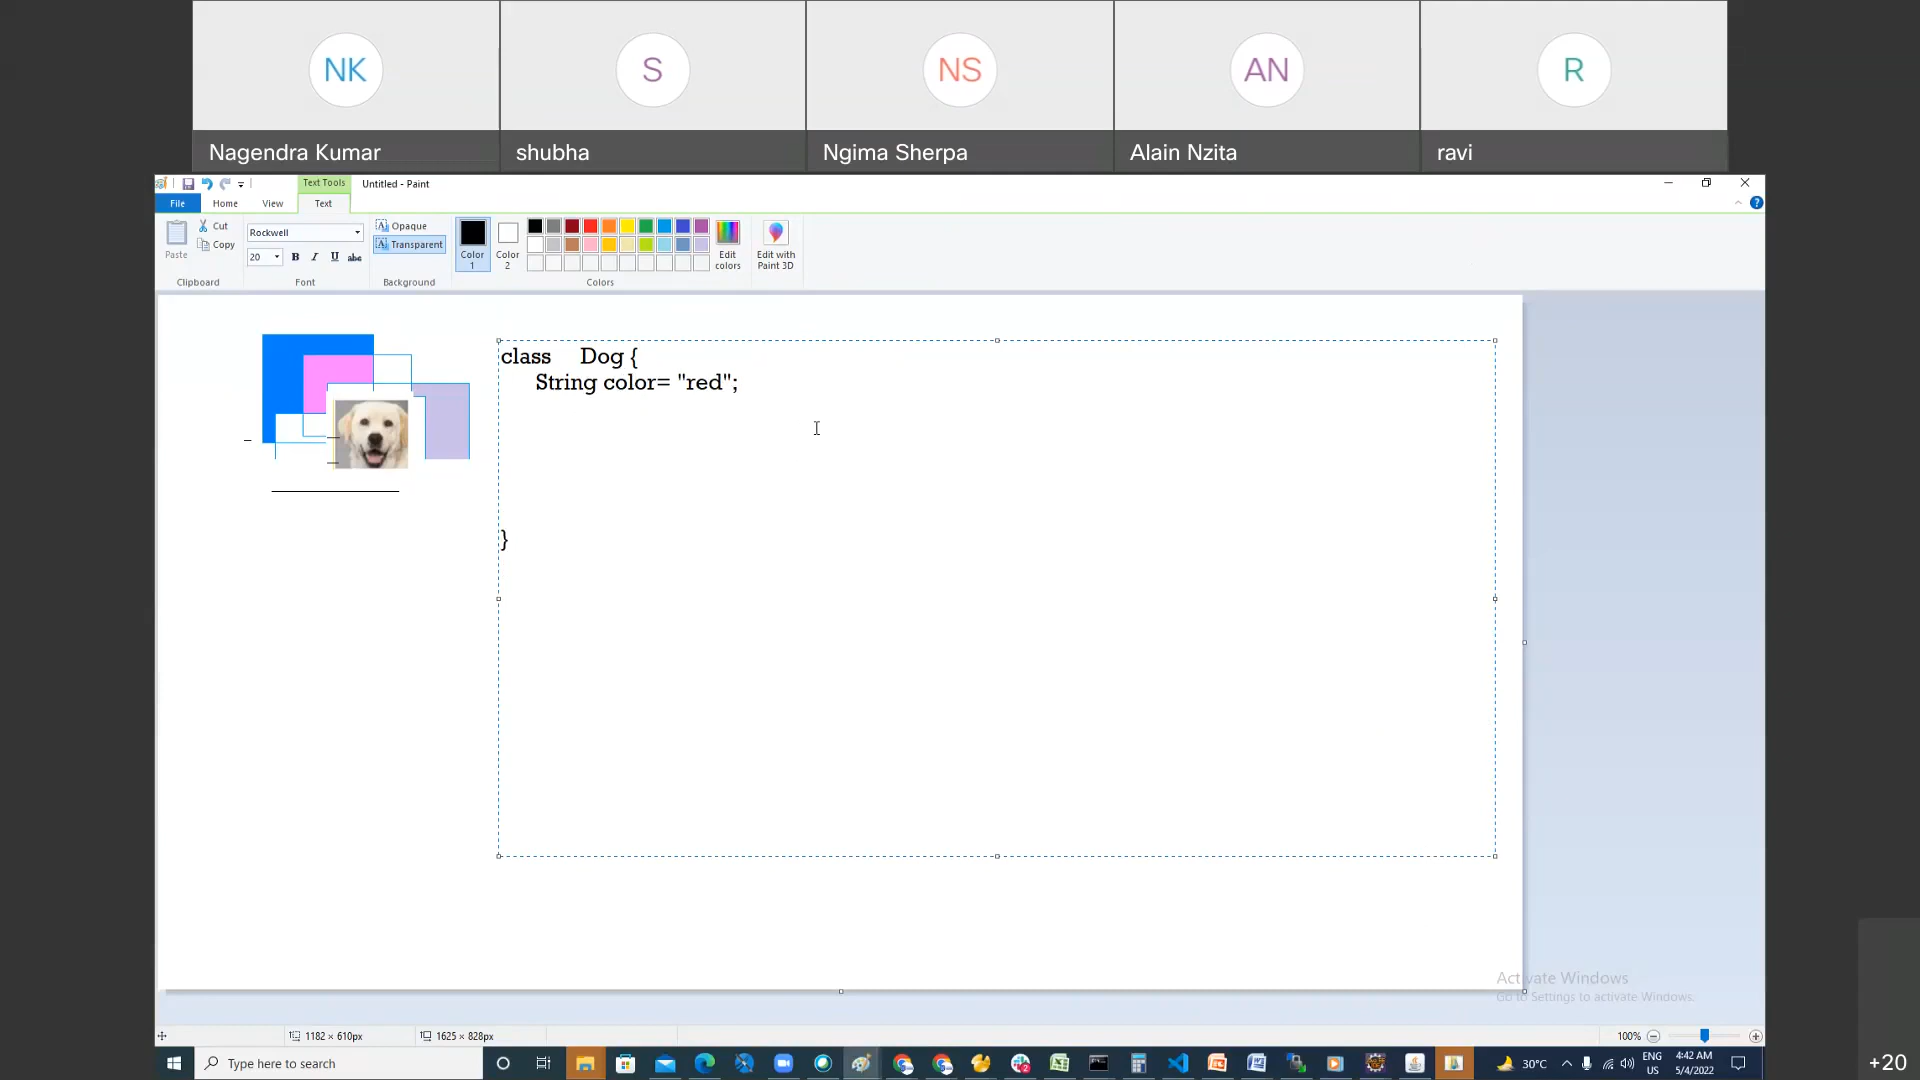 NK S NS AN R
Nagendra Kumar shubha Ngima Sherpa Alain Nzita ravi
Text Tools Untitled - Paint
File Home View Text
Paste Cut Copy Clipboard
Rockwell
20 B I U abc
Font
Opaque
Transparent
Background
Color 1
Color 2
Colors
Edit colors
Edit with Paint 3D
class Dog {
String color= "red";
}
Activate Windows
Go to Settings to activate Windows.
1182 × 610px 1625 × 828px 100%
Type here to search
30°C ENG US 4:42 AM 5/4/2022
+20